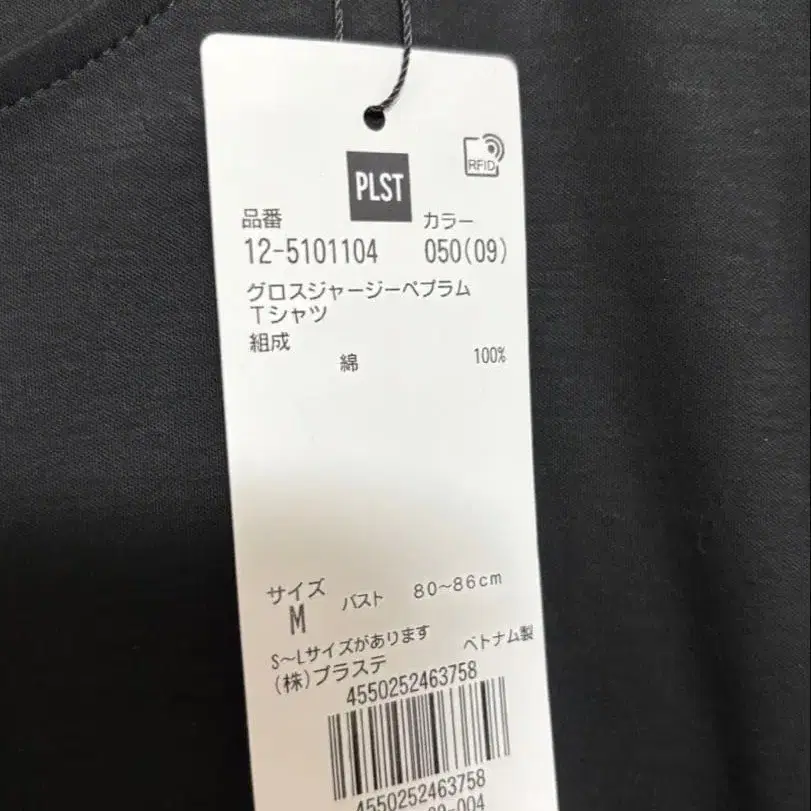 RFID
PLST
品番 カラー
12-5101104 050(09)
グロスジャージーペプラム
Tシャツ
組成
綿 100%
サイズ
M バスト 80~86cm
S~Lサイズがあります
(株)プラステ ベトナム製
4550252463758
4550252463758